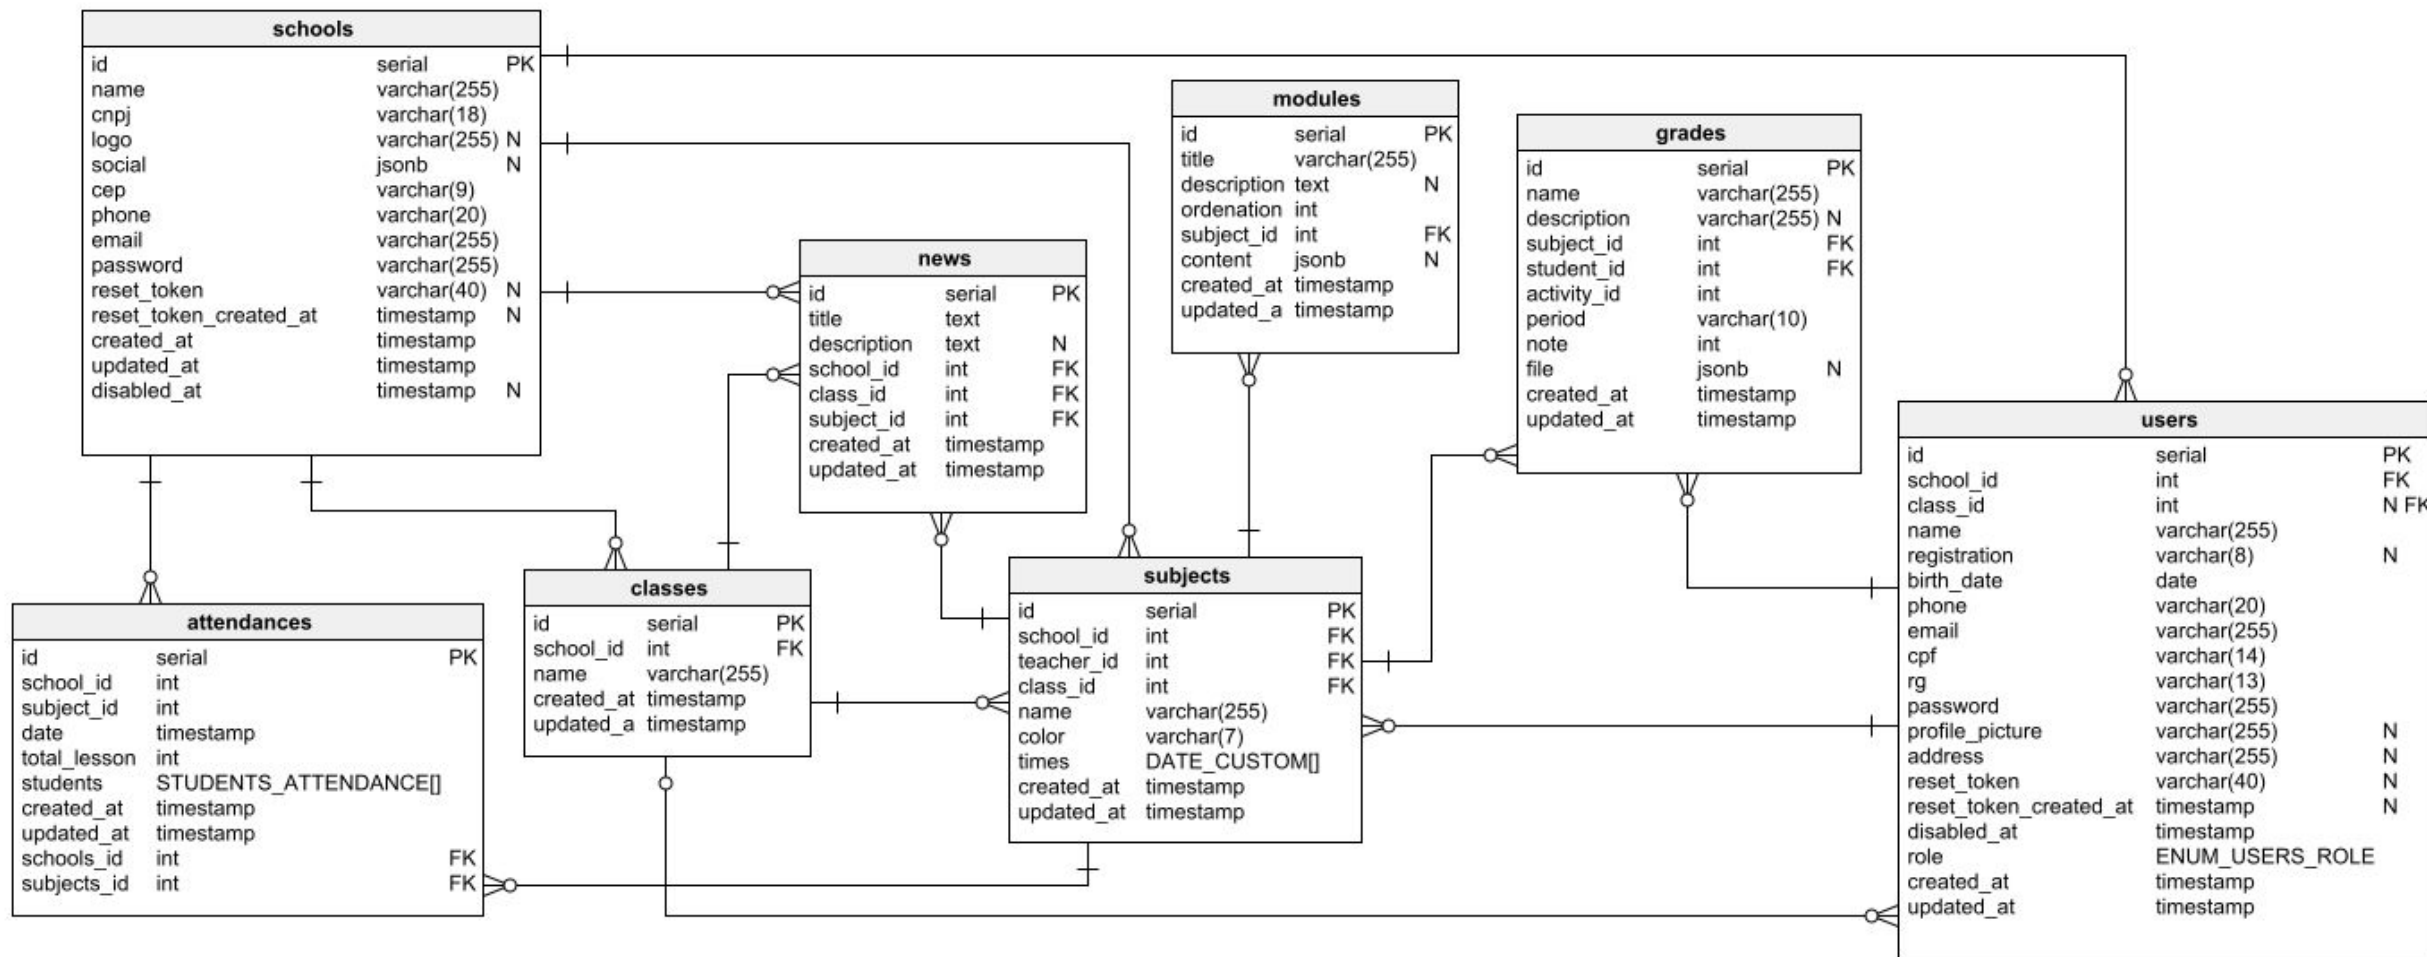 schools
id serial PK
name varchar(255)
cnpj varchar(18)
logo varchar(255) N
social jsonb N
cep varchar(9)
phone varchar(20)
email varchar(255)
password varchar(255)
reset_token varchar(40) N
reset_token_created_at timestamp N
created_at timestamp
updated_at timestamp
disabled_at timestamp N
modules
id serial PK
title varchar(255)
description text N
ordenation int
subject_id int FK
content jsonb N
created_at timestamp
updated_a timestamp
grades
id serial PK
name varchar(255)
description varchar(255) N
subject_id int FK
student_id int FK
activity_id int
period varchar(10)
note int
file jsonb N
created_at timestamp
updated_at timestamp
news
id serial PK
title text
description text N
school_id int FK
class_id int FK
subject_id int FK
created_at timestamp
updated_at timestamp
users
id serial PK
school_id int FK
class_id int N FK
name varchar(255)
registration varchar(8) N
birth_date date
phone varchar(20)
email varchar(255)
cpf varchar(14)
rg varchar(13)
password varchar(255)
profile_picture varchar(255) N
address varchar(255) N
reset_token varchar(40) N
reset_token_created_at timestamp N
disabled_at timestamp
role ENUM_USERS_ROLE
created_at timestamp
updated_at timestamp
attendances
id serial PK
school_id int
subject_id int
date timestamp
total_lesson int
students STUDENTS_ATTENDANCE[]
created_at timestamp
updated_at timestamp
schools_id int FK
subjects_id int FK
classes
id serial PK
school_id int FK
name varchar(255)
created_at timestamp
updated_a timestamp
subjects
id serial PK
school_id int FK
teacher_id int FK
class_id int FK
name varchar(255)
color varchar(7)
times DATE_CUSTOM[]
created_at timestamp
updated_at timestamp